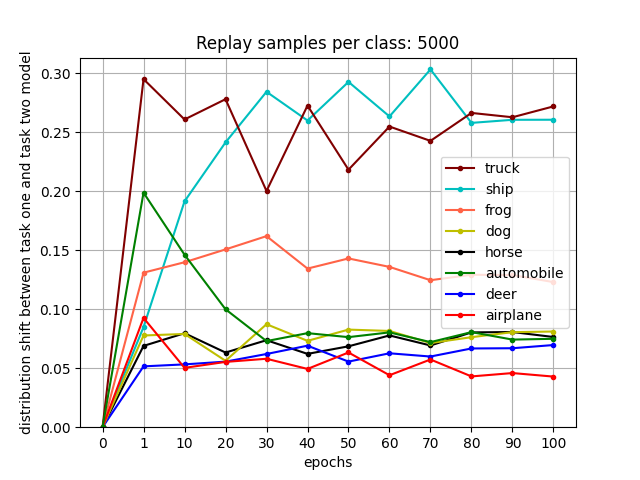 Replay samples per class: 5000
distribution shift between task one and task two model
0.30
0.25
0.20
0.15
0.10
0.05
0.00
truck
ship
frog
dog
horse
automobile
deer
airplane
0 1 10 20 30 40 50 60 70 80 90 100
epochs